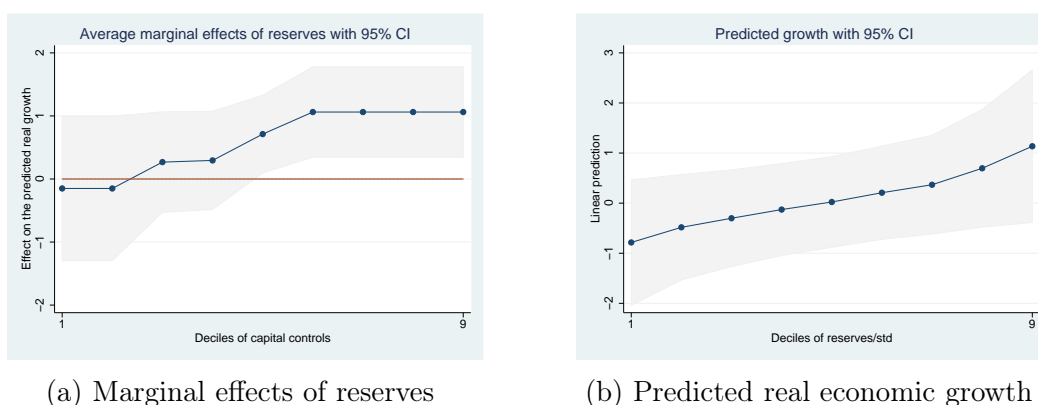 Average marginal effects of reserves with 95% CI
Effect on the predicted real growth
2
1
0
−1
−2
1
9
Deciles of capital controls
(a) Marginal effects of reserves
Predicted growth with 95% CI
Linear prediction
3
2
1
0
−1
−2
1
9
Deciles of reserves/std
(b) Predicted real economic growth